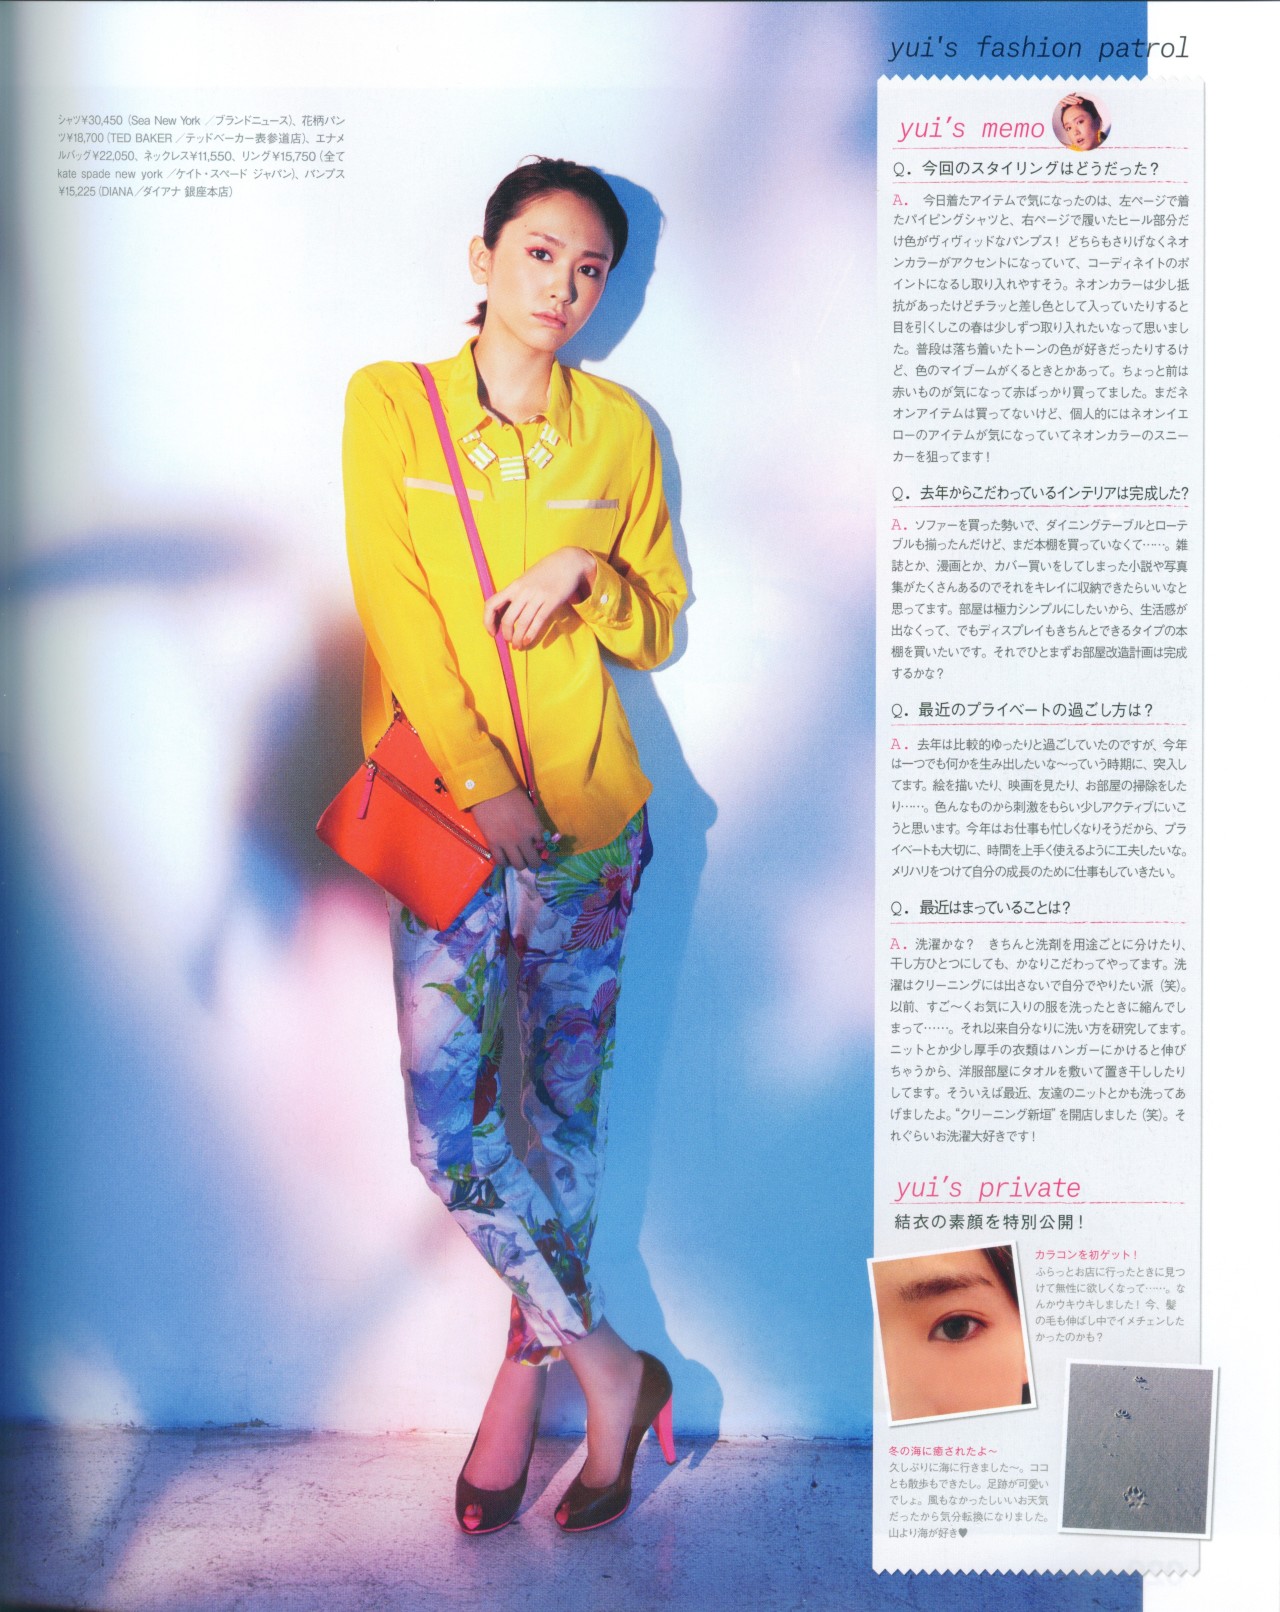 シャツ¥30,450（Sea New York／ブランドニュース）、花柄パン
ツ¥18,700（TED BAKER／テッドベーカー表参道店）、エナメ
ルバッグ¥22,050、ネックレス¥11,550、リング¥15,750（全て
kate spade new york／ケイト・スペード ジャパン）、パンプス
¥15,225（DIANA／ダイアナ 銀座本店）
yui's fashion patrol
yui's memo
Q. 今回のスタイリングはどうだった？
A. 今日着たアイテムで気になったのは、左ページで着
たパイピングシャツと、右ページで履いたヒール部分だ
け色がヴィヴィッドなパンプス！ どちらもさりげなくネオ
ンカラーがアクセントになっていて、コーディネイトのポ
イントになるし取り入れやすそう。ネオンカラーは少し抵
抗があったけどチラッと差し色として入っていたりすると
目を引くしこの春は少しずつ取り入れたいなって思いまし
た。普段は落ち着いたトーンの色が好きだったりするけ
ど、色のマイブームがくるときとかあって。ちょっと前は
赤いものが気になって赤ばっかり買ってました。まだネ
オンアイテムは買ってないけど、個人的にはネオンイエ
ローのアイテムが気になっていてネオンカラーのスニー
カーを狙ってます！
Q. 去年からこだわっているインテリアは完成した？
A. ソファーを買った勢いで、ダイニングテーブルとローテー
ブルも揃ったんだけど、まだ本棚を買っていなくて……。雑
誌とか、漫画とか、カバー買いをしてしまった小説や写真
集がたくさんあるのでそれをキレイに収納できたらいいなと
思ってます。部屋は極力シンプルにしたいから、生活感が
出なくって、でもディスプレイもきちんとできるタイプの本
棚を買いたいです。それでひとまずお部屋改造計画は完成
するかな？
Q. 最近のプライベートの過ごし方は？
A. 去年は比較的ゆったりと過ごしていたのですが、今年
は一つでも何かを生み出したいな〜っていう時期に、突入し
てます。絵を描いたり、映画を見たり、お部屋の掃除をした
り……。色んなものから刺激をもらい少しアクティブにいこ
うと思います。今年はお仕事も忙しくなりそうだから、プラ
イベートも大切に、時間を上手く使えるように工夫したいな。
メリハリをつけて自分の成長のために仕事もしていきたい。
Q. 最近はまっていることは？
A. 洗濯かな？ きちんと洗剤を用途ごとに分けたり、
干し方ひとつにしても、かなりこだわってやってます。洗
濯はクリーニングには出さないで自分でやりたい派（笑）。
以前、すご〜くお気に入りの服を洗ったときに縮んでし
まって……。それ以来自分なりに洗い方を研究してます。
ニットとか少し厚手の衣類はハンガーにかけると伸び
ちゃうから、洋服部屋にタオルを敷いて置き干ししたり
してます。そういえば最近、友達のニットとかも洗ってあ
げましたよ。“クリーニング新垣”を開店しました（笑）。そ
れぐらいお洗濯大好きです！
yui's private
結衣の素顔を特別公開！
カラコンを初ゲット！
ふらっとお店に行ったときに見つ
けて無性に欲しくなって……。な
んかウキウキしました！ 今、髪
の毛も伸ばし中でイメチェンした
かったのかも？
冬の海に癒されたよ〜
久しぶりに海に行きました〜。ココ
とも散歩もできたし。足跡が可愛い
でしょ。風もなかったしいいお天気
だったから気分転換になりました。
山より海が好き♥